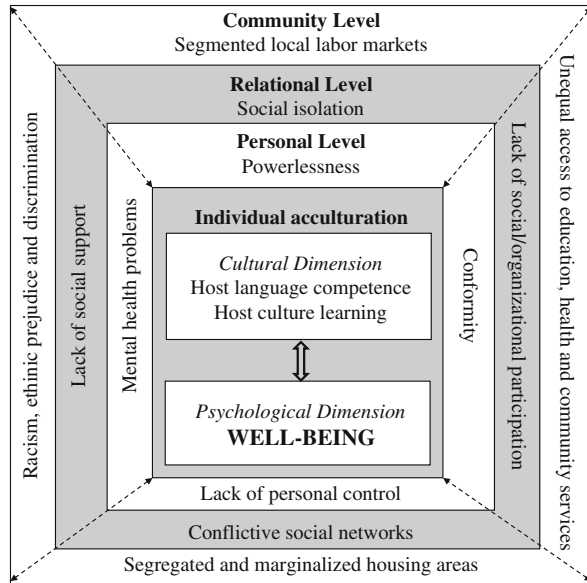 Community Level
Segmented local labor markets
Relational Level
Social isolation
Personal Level
Powerlessness
Individual acculturation
Cultural Dimension
Host language competence
Host culture learning
Psychological Dimension
WELL-BEING
Racism, ethinic prejudice and discrimination
Lack of social support
Mental health problems
Conformity
Lack of social/organizational participation
Unequal access to education, health and community services
Lack of personal control
Conflictive social networks
Segregated and marginalized housing areas